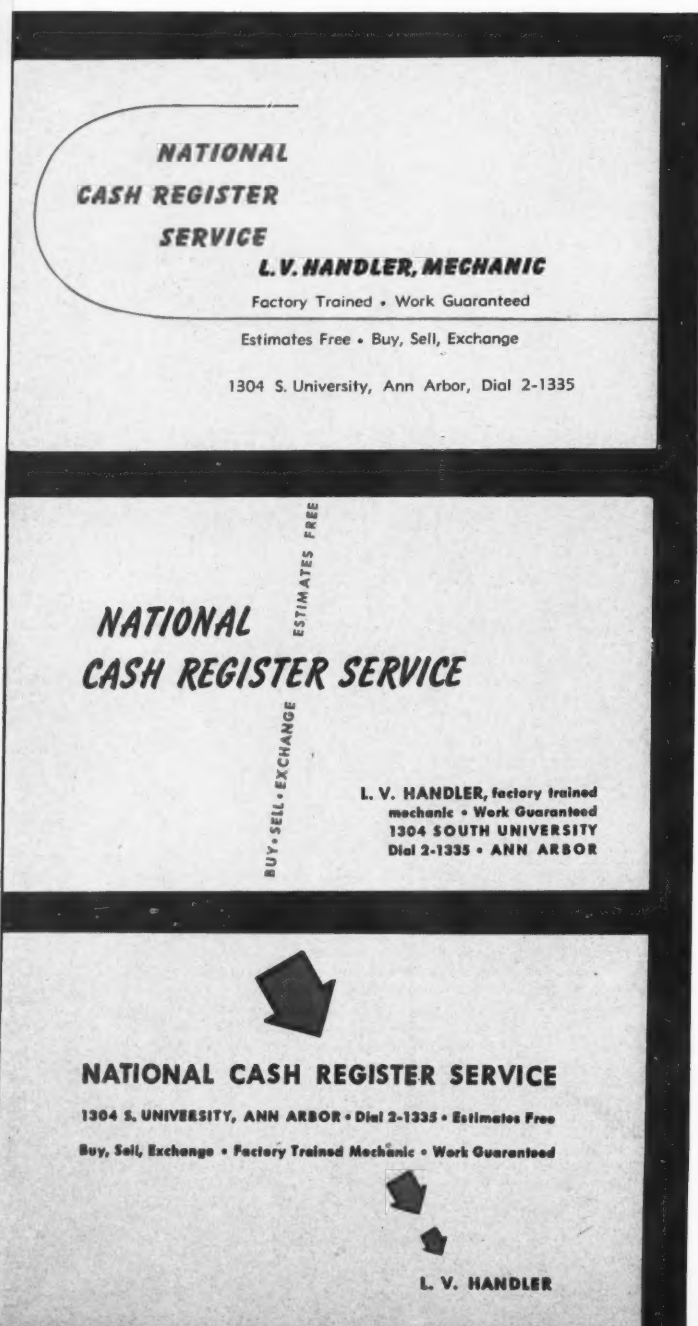 NATIONAL
CASH REGISTER
SERVICE
L. V. HANDLER, MECHANIC
Factory Trained • Work Guaranteed
Estimates Free • Buy, Sell, Exchange
1304 S. University, Ann Arbor, Dial 2-1335
ESTIMATES FREE
NATIONAL
CASH REGISTER SERVICE
BUY • SELL • EXCHANGE
L. V. HANDLER, factory trained
mechanic • Work Guaranteed
1304 SOUTH UNIVERSITY
Dial 2-1335 • ANN ARBOR
NATIONAL CASH REGISTER SERVICE
1304 S. UNIVERSITY, ANN ARBOR • Dial 2-1335 • Estimates Free
Buy, Sell, Exchange • Factory Trained Mechanic • Work Guaranteed
L. V. HANDLER